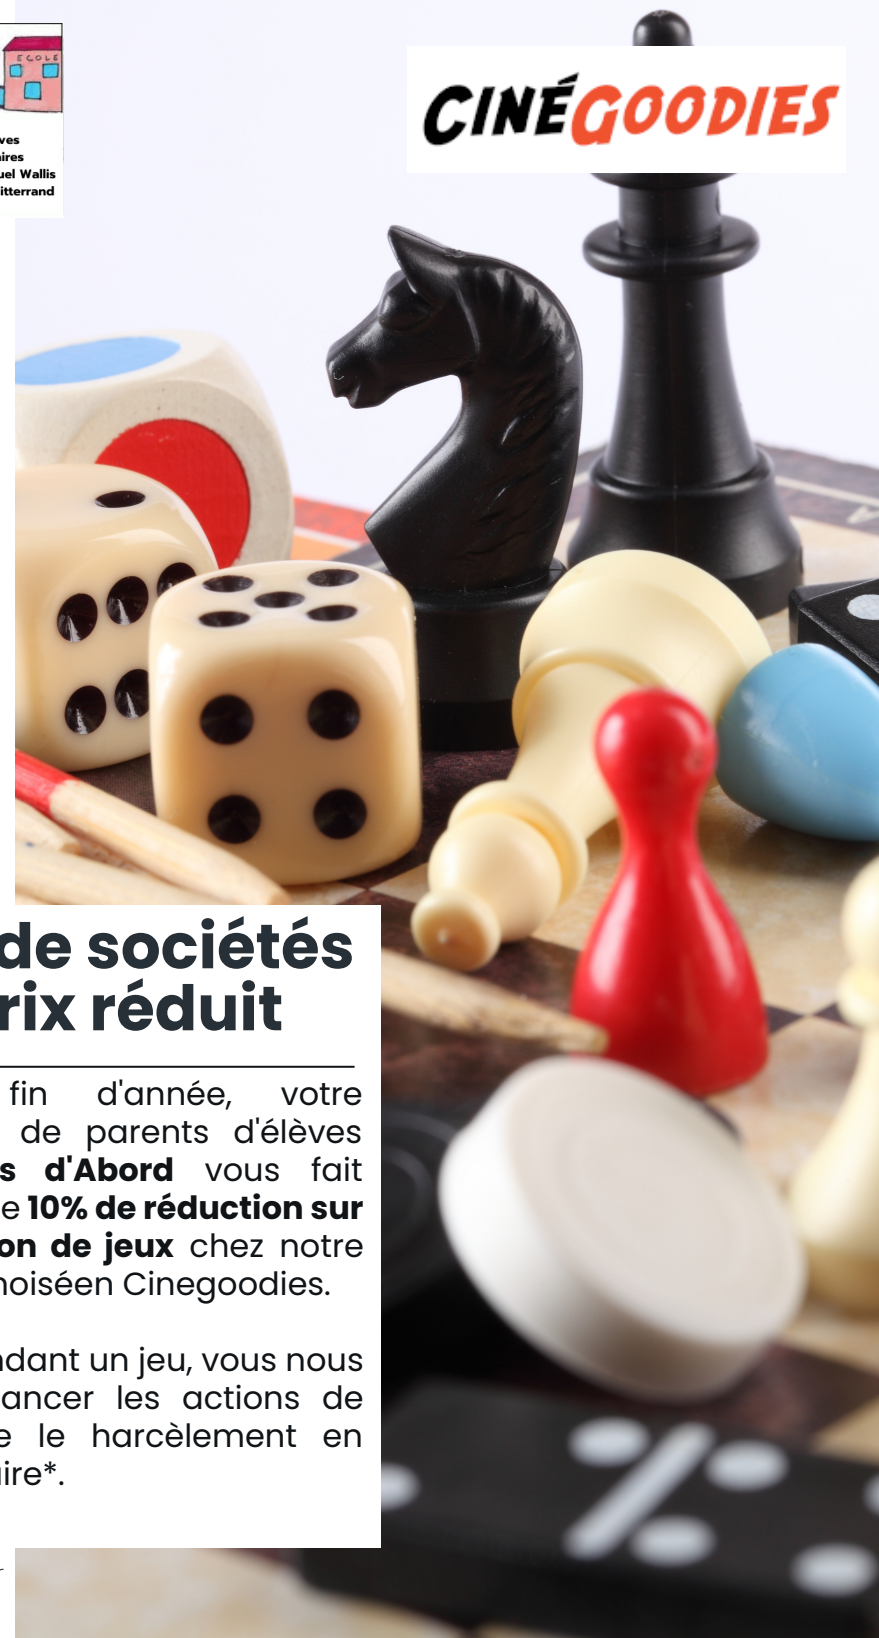 ECOLE
CINÉGOODIES
ves
aires
uel Wallis
itterrand
de sociétés
rix réduit
fin d'année, votre
de parents d'élèves
s d'Abord vous fait
e 10% de réduction sur
on de jeux chez notre
noiséen Cinegoodies.
ndant un jeu, vous nous
ancer les actions de
e le harcèlement en
ire*.